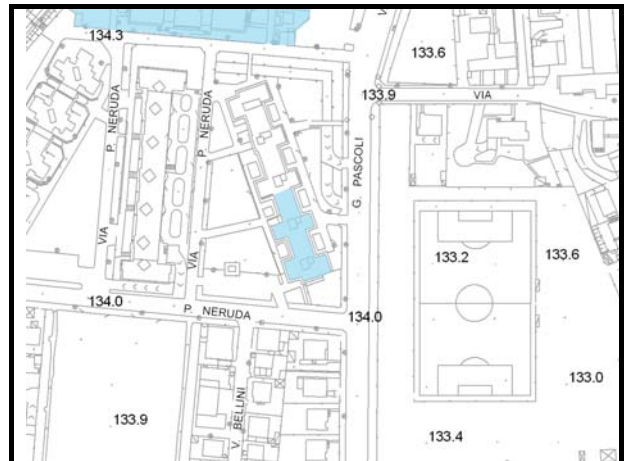 134.3
V
133.6
133.9
VIA
P. NERUDA
P. NERUDA
G. PASCOLI
133.2
133.6
VIA
VIA
134.0
P. NERUDA
134.0
133.0
V. BELLINI
133.9
133.4